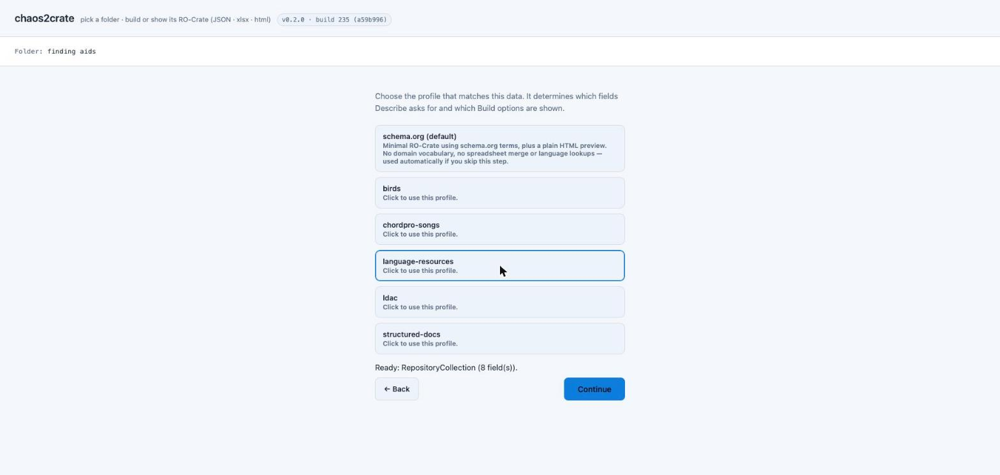 chaos2crate pick a folder · build or show its RO-Crate (JSON · xlsx · html) v0.2.0 · build 235 (a59b996)
Folder: finding aids
Choose the profile that matches this data. It determines which fields
Describe asks for and which Build options are shown.
schema.org (default)
Minimal RO-Crate using schema.org terms, plus a plain HTML preview.
No domain vocabulary, no spreadsheet merge or language lookups —
used automatically if you skip this step.
birds
Click to use this profile.
chordpro-songs
Click to use this profile.
language-resources
Click to use this profile.
ldac
Click to use this profile.
structured-docs
Click to use this profile.
Ready: RepositoryCollection (8 field(s)).
← Back Continue